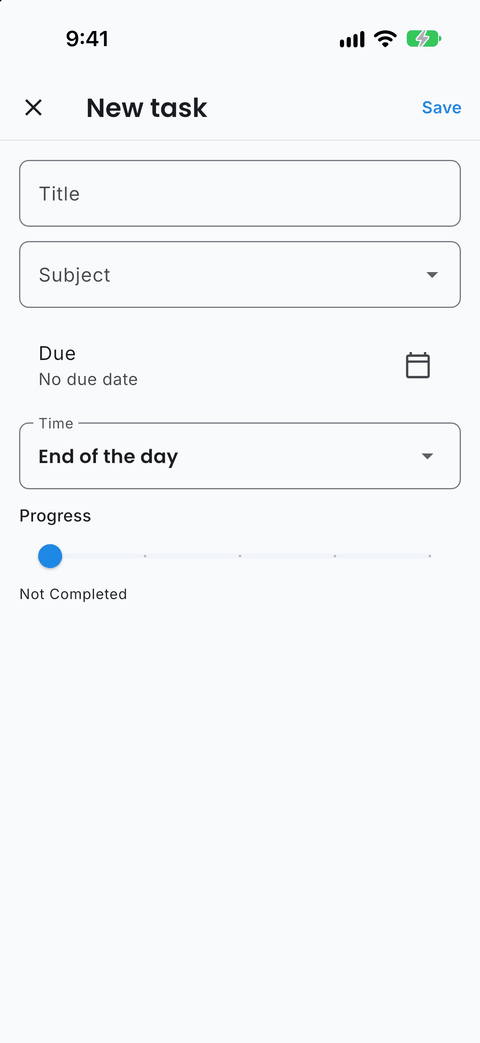 9:41
New task
Save
Title
Subject
Due
No due date
Time
End of the day
Progress
Not Completed